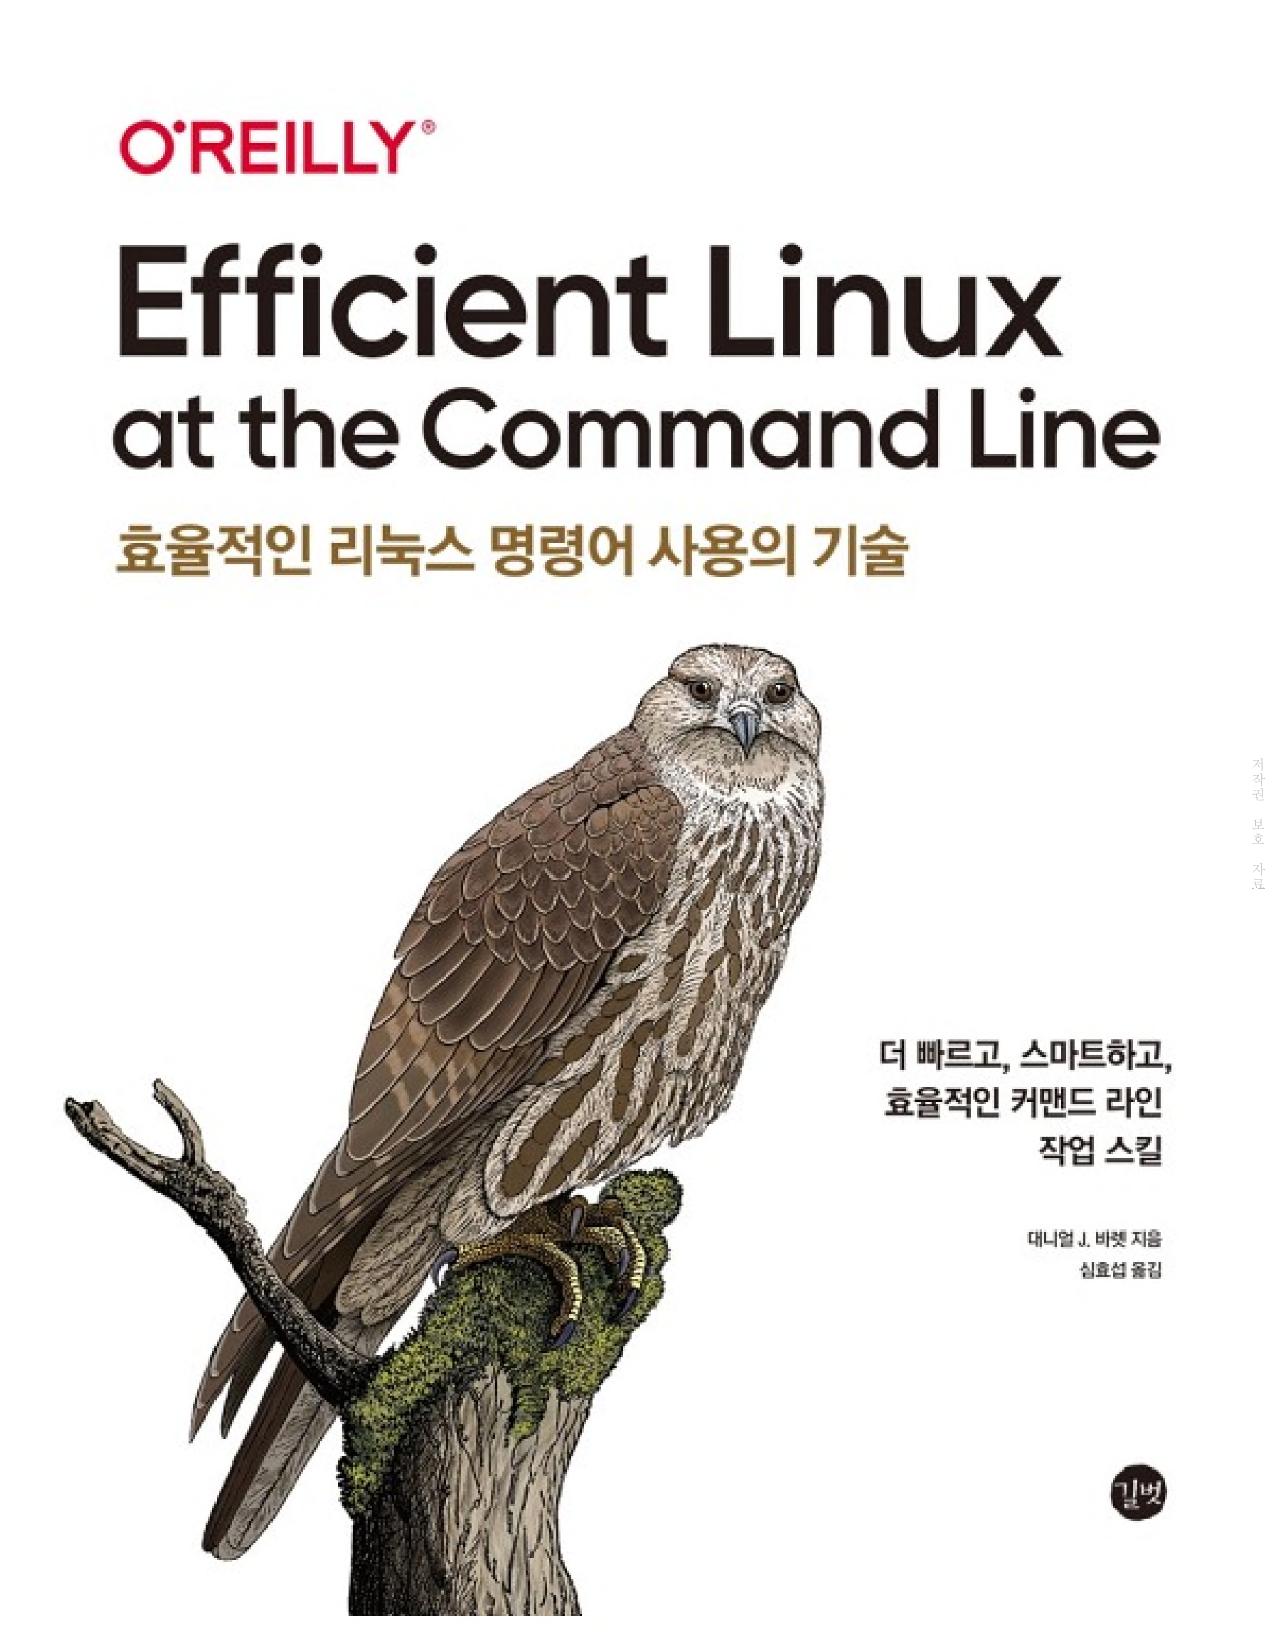 O'REILLY®
Efficient Linux
at the Command Line
효율적인 리눅스 명령어 사용의 기술
저작권 보호 자료
더 빠르고, 스마트하고,
효율적인 커맨드 라인
작업 스킬
대니얼 J. 바렛 지음
심효섭 옮김
길벗